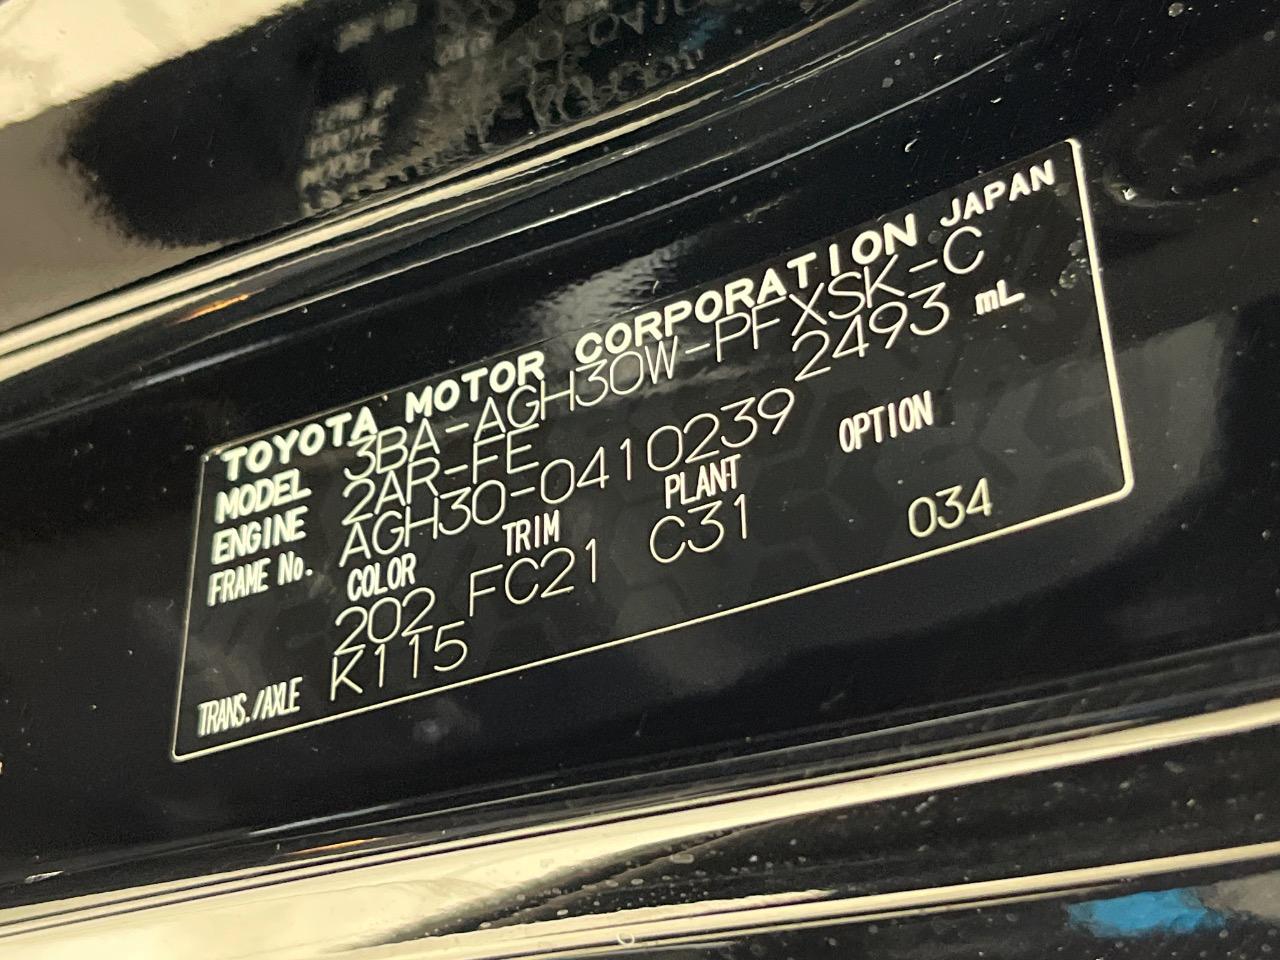 TOYOTA MOTOR CORPORATION JAPAN
MODEL 3BA-AGH30W-PFXSK-C
ENGINE 2AR-FE 2493 mL
FRAME No. AGH30-0410239
COLOR TRIM PLANT OPTION
202 FC21 C31 034
TRANS./AXLE K115